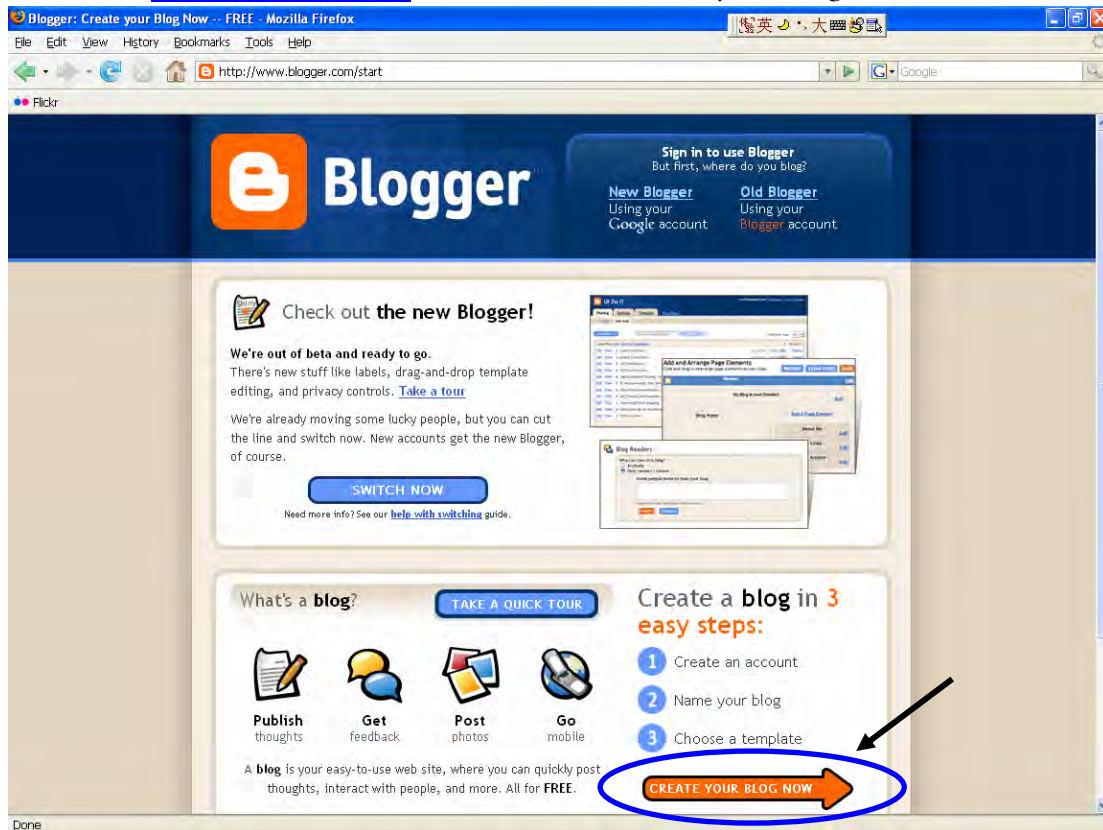 Blogger: Create your Blog Now -- FREE - Mozilla Firefox
英 大
File Edit View History Bookmarks Tools Help
http://www.blogger.com/start
G Google
Flickr
Blogger
Sign in to use Blogger
But first, where do you blog?
New Blogger
Using your
Google account
Old Blogger
Using your
Blogger account
Check out the new Blogger!
We're out of beta and ready to go.
There's new stuff like labels, drag-and-drop template
editing, and privacy controls. Take a tour
We're already moving some lucky people, but you can cut
the line and switch now. New accounts get the new Blogger,
of course.
SWITCH NOW
Need more info? See our help with switching guide.
Add and Arrange Page Elements
Blog Readers
What's a blog?
TAKE A QUICK TOUR
Publish
thoughts
Get
feedback
Post
photos
Go
mobile
A blog is your easy-to-use web site, where you can quickly post
thoughts, interact with people, and more. All for FREE.
Create a blog in 3
easy steps:
1 Create an account
2 Name your blog
3 Choose a template
CREATE YOUR BLOG NOW
Done